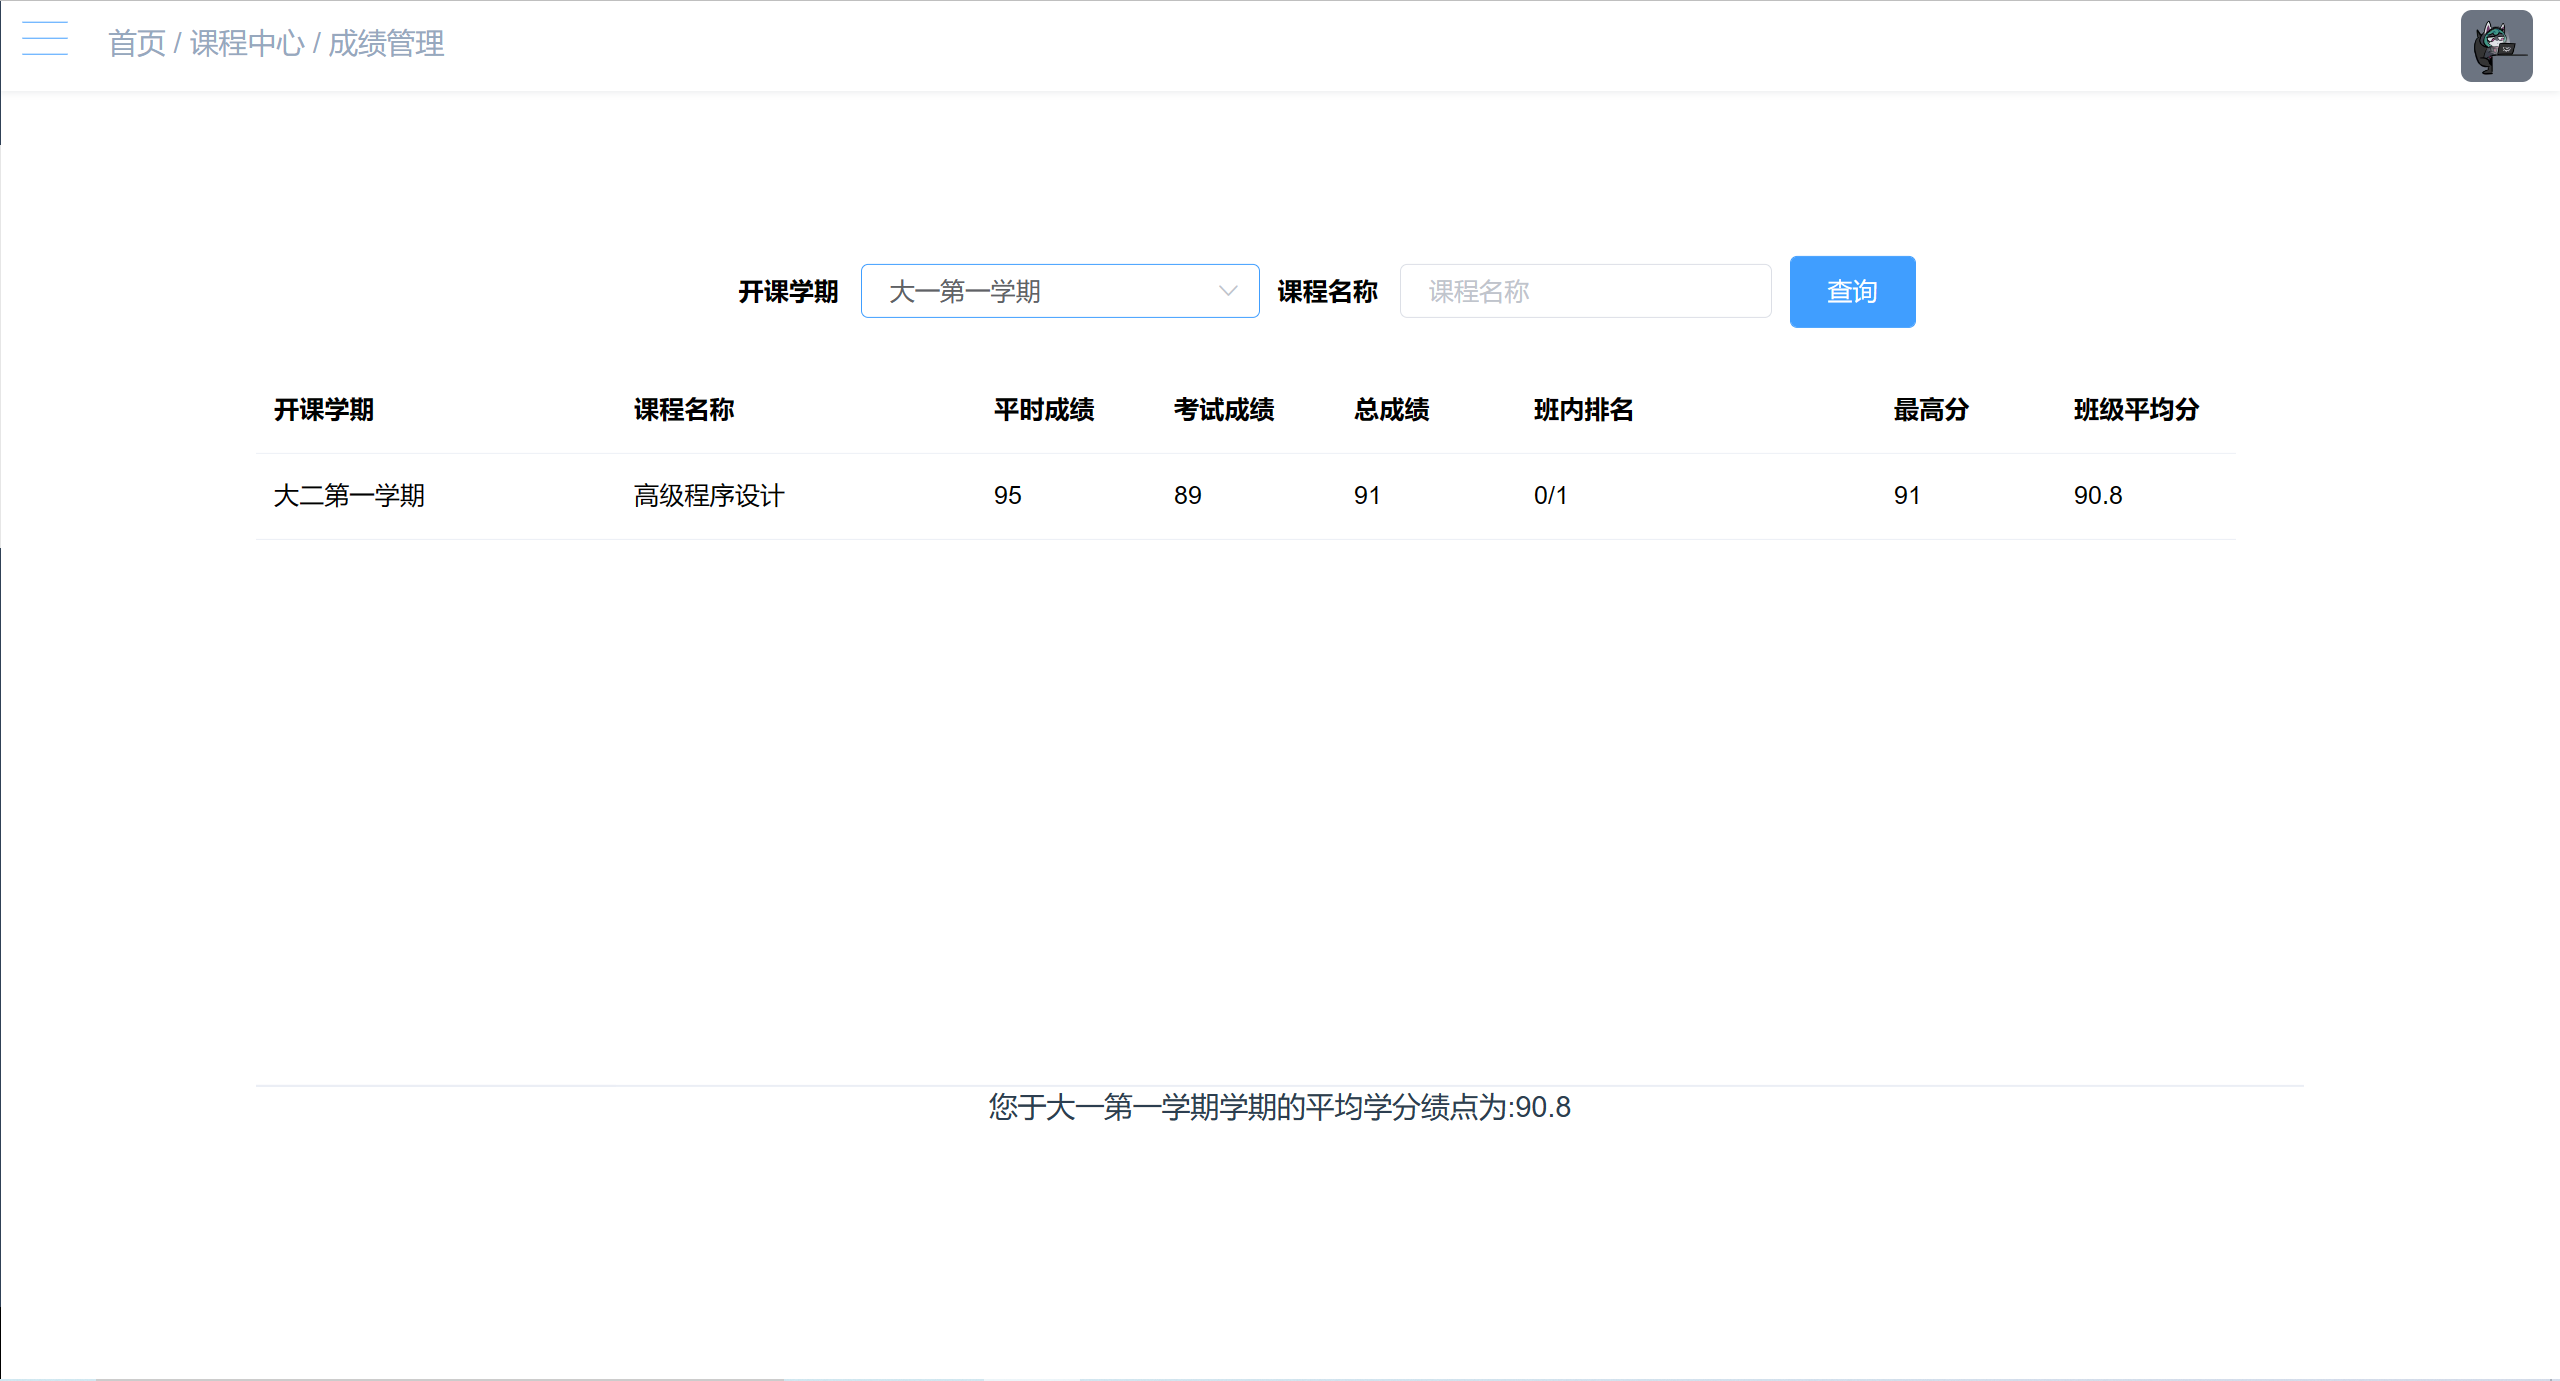 首页 / 课程中心 / 成绩管理
开课学期 大一第一学期 课程名称 课程名称 查询
开课学期 课程名称 平时成绩 考试成绩 总成绩 班内排名 最高分 班级平均分
大二第一学期 高级程序设计 95 89 91 0/1 91 90.8
您于大一第一学期学期的平均学分绩点为:90.8